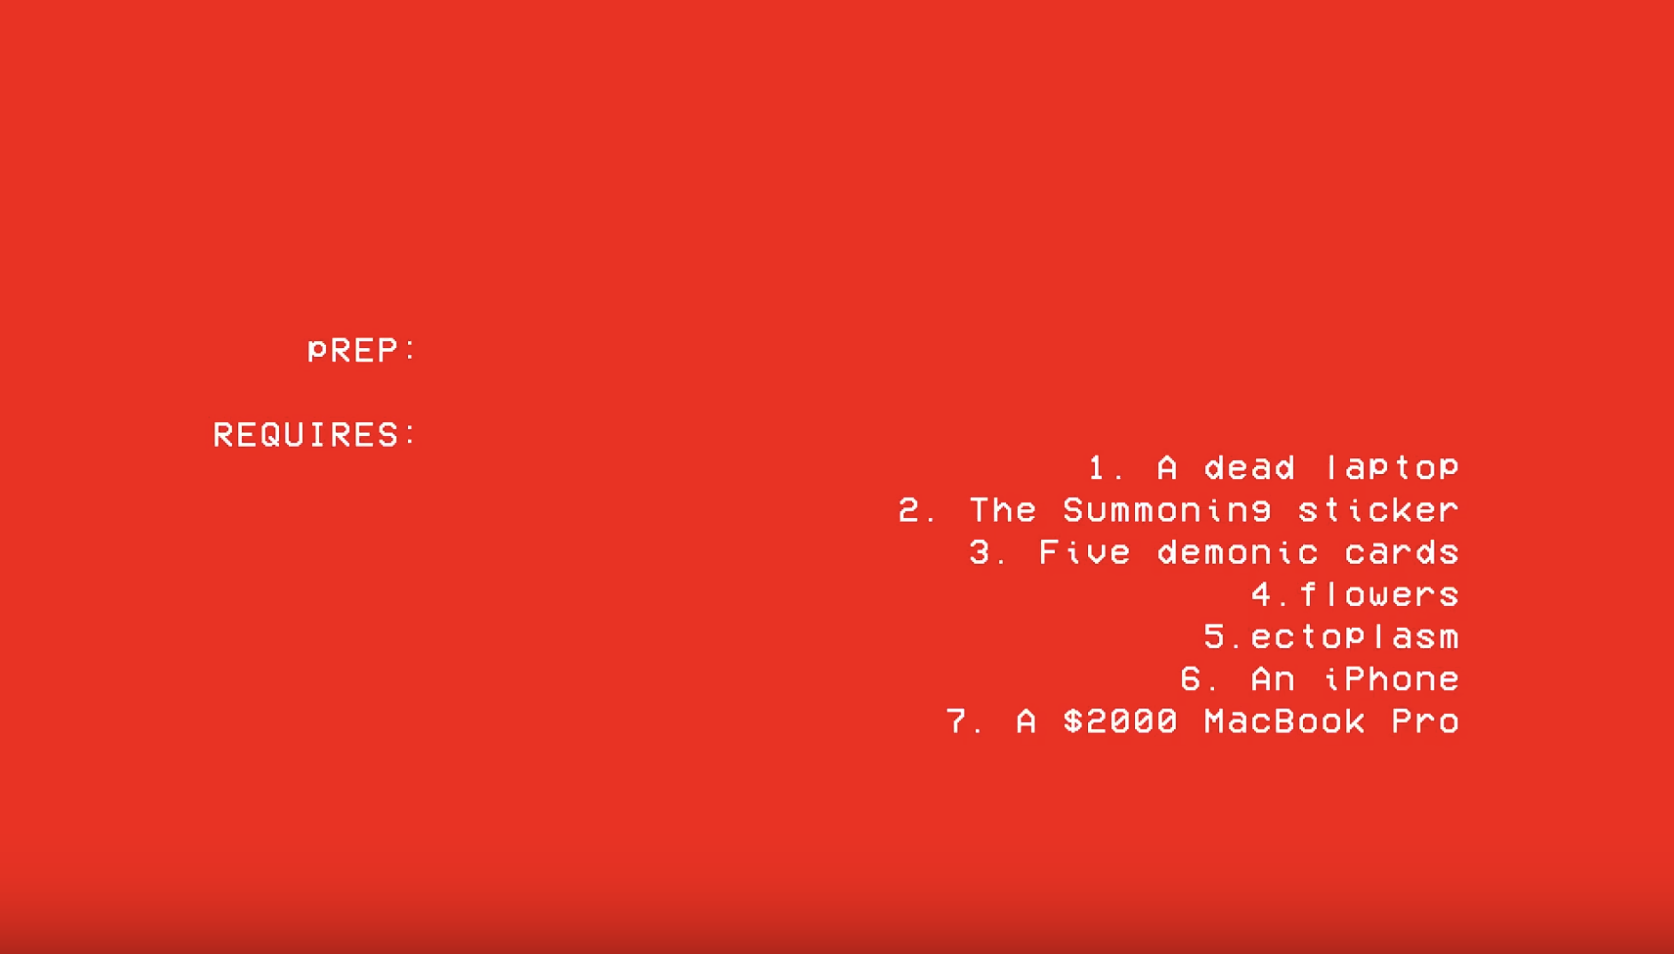 pREP:
REQUIRES:
1. A dead laptop
2. The Summoning sticker
3. Five demonic cards
4.flowers
5.ectoplasm
6. An iPhone
7. A $2000 MacBook Pro